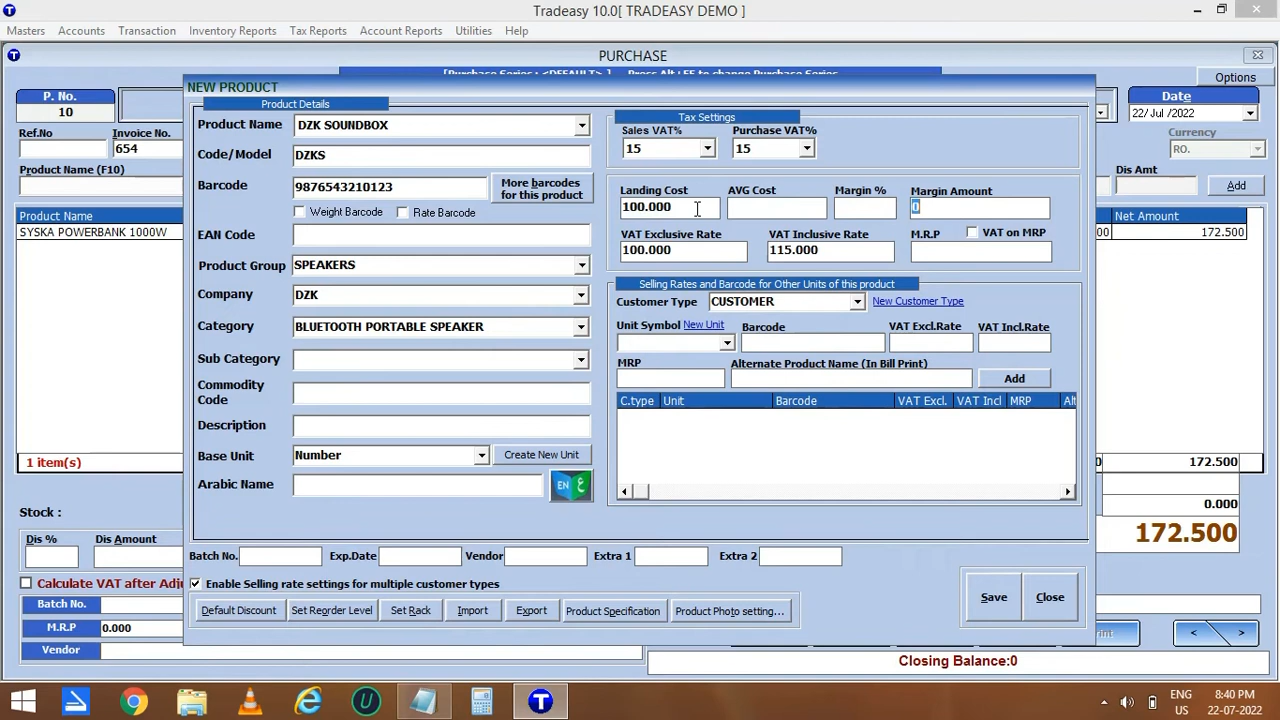 Tradeasy 10.0[ TRADEASY DEMO ]
Masters Accounts Transaction Inventory Reports Tax Reports Account Reports Utilities Help
PURCHASE
Options
P. No.
10
Date
22/Jul /2022
Ref.No
Invoice No.
654
Currency
RO.
Product Name (F10)
Dis Amt
Add
Product Name
Net Amount
SYSKA POWERBANK 1000W
172.500
1 item(s)
172.500
Stock :
0.000
172.500
Dis %
Dis Amount
Batch No.
M.R.P
0.000
Vendor
< >
Closing Balance:0
NEW PRODUCT
Product Details
Product Name
DZK SOUNDBOX
Code/Model
DZKS
Barcode
9876543210123
More barcodes
for this product
Weight Barcode
Rate Barcode
EAN Code
Product Group
SPEAKERS
Company
DZK
Category
BLUETOOTH PORTABLE SPEAKER
Sub Category
Commodity
Code
Description
Base Unit
Number
Create New Unit
Arabic Name
EN ع
Tax Settings
Sales VAT%
Purchase VAT%
15
15
Landing Cost
AVG Cost
Margin %
Margin Amount
100.000
0
VAT Exclusive Rate
VAT Inclusive Rate
M.R.P
VAT on MRP
100.000
115.000
Selling Rates and Barcode for Other Units of this product
Customer Type
CUSTOMER
New Customer Type
Unit Symbol
New Unit
Barcode
VAT Excl.Rate
VAT Incl.Rate
MRP
Alternate Product Name (In Bill Print)
Add
C.type Unit Barcode VAT Excl. VAT Incl MRP
Batch No.
Exp.Date
Vendor
Extra 1
Extra 2
Enable Selling rate settings for multiple customer types
Default Discount
Set Reorder Level
Set Rack
Import
Export
Product Specification
Product Photo setting...
Save
Close
ENG
US
8:40 PM
22-07-2022